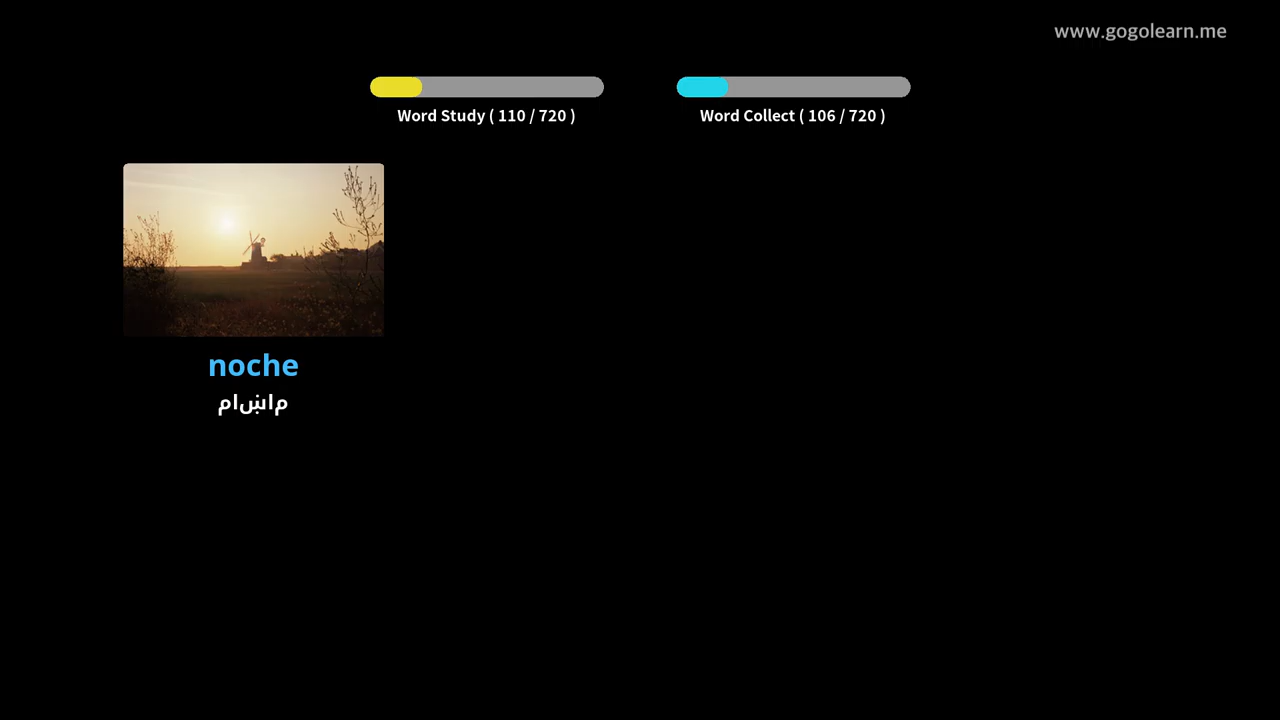 www.gogolearn.me
Word Study ( 110 / 720 )
Word Collect ( 106 / 720 )
noche
ماښام